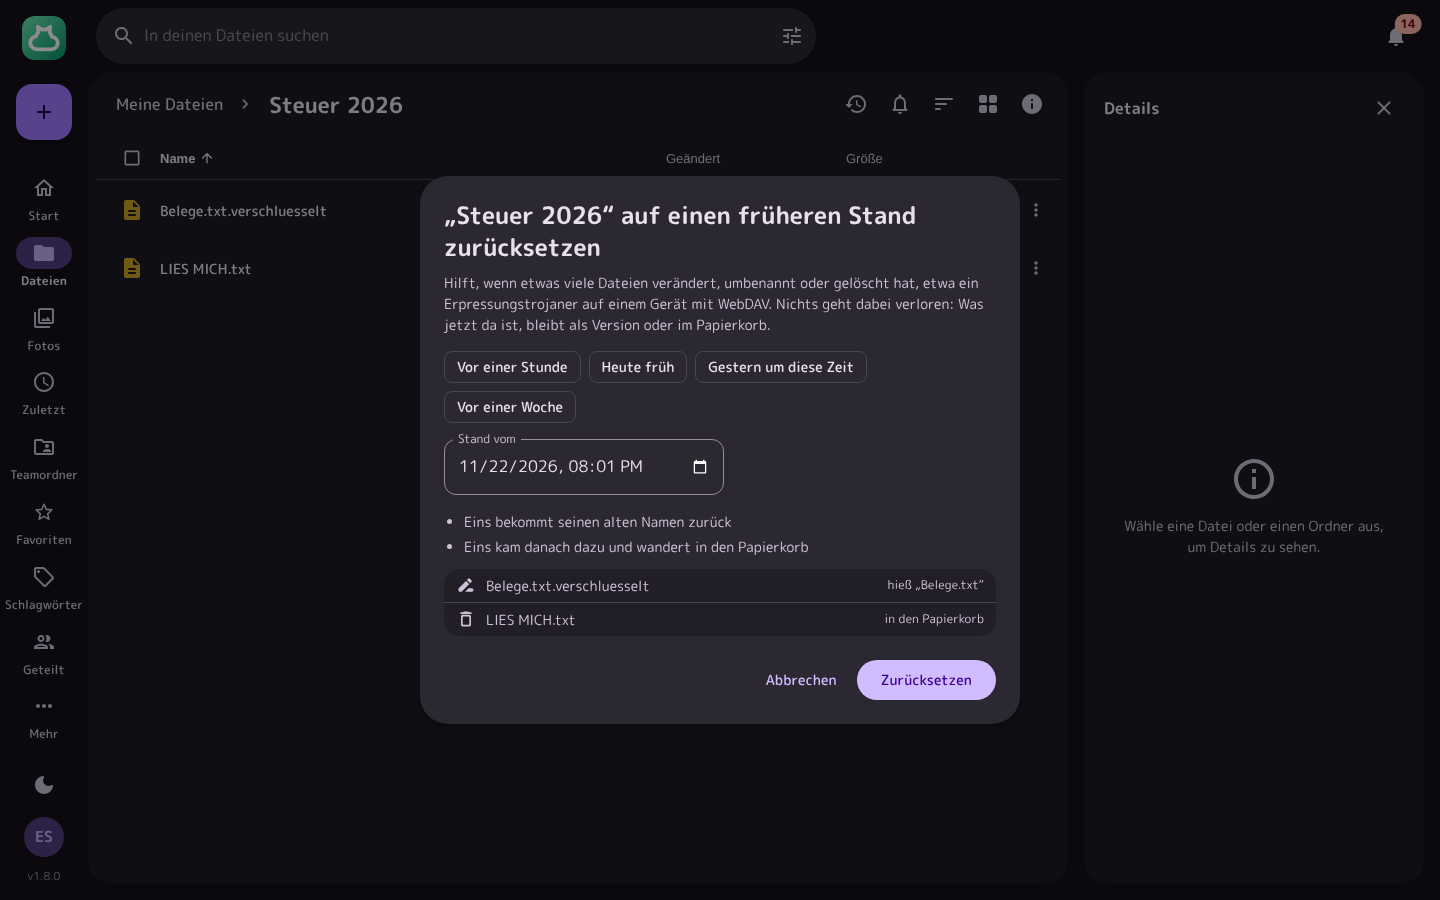 In deinen Dateien suchen
14
Meine Dateien
Steuer 2026
Details
Name
Geändert
Größe
Start
Dateien
Fotos
Zuletzt
Teamordner
Favoriten
Schlagwörter
Geteilt
Mehr
ES
v1.8.0
Belege.txt.verschluesselt
LIES MICH.txt
„Steuer 2026“ auf einen früheren Stand
zurücksetzen
Hilft, wenn etwas viele Dateien verändert, umbenannt oder gelöscht hat, etwa ein
Erpressungstrojaner auf einem Gerät mit WebDAV. Nichts geht dabei verloren: Was
jetzt da ist, bleibt als Version oder im Papierkorb.
Vor einer Stunde
Heute früh
Gestern um diese Zeit
Vor einer Woche
Stand vom
11/22/2026, 08:01 PM
Eins bekommt seinen alten Namen zurück
Eins kam danach dazu und wandert in den Papierkorb
Belege.txt.verschluesselt
hieß „Belege.txt“
LIES MICH.txt
in den Papierkorb
Abbrechen
Zurücksetzen
Wähle eine Datei oder einen Ordner aus,
um Details zu sehen.